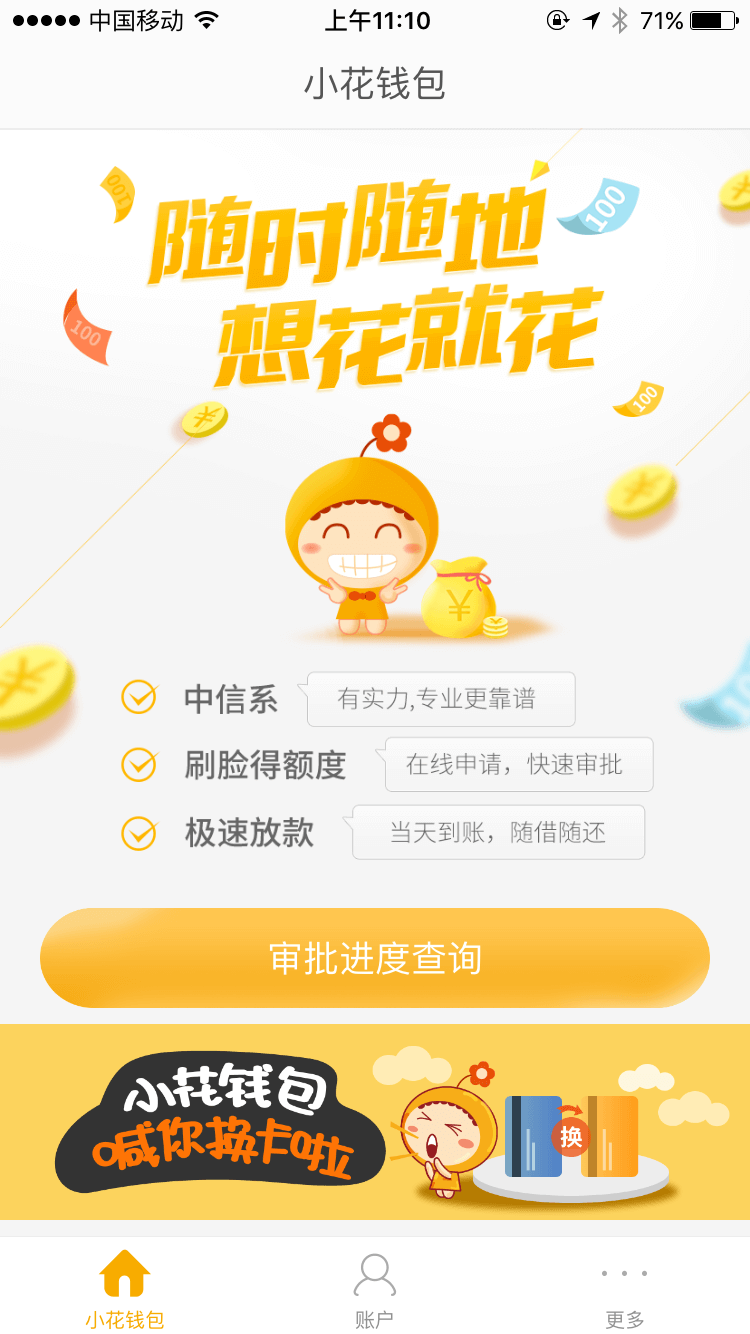 中国移动 上午11:10 71%
小花钱包
100
随时随地
100
100
想花就花
100
中信系 有实力,专业更靠谱
刷脸得额度 在线申请，快速审批
极速放款 当天到账，随借随还
审批进度查询
小花钱包
喊你换卡啦
换
小花钱包 账户 更多